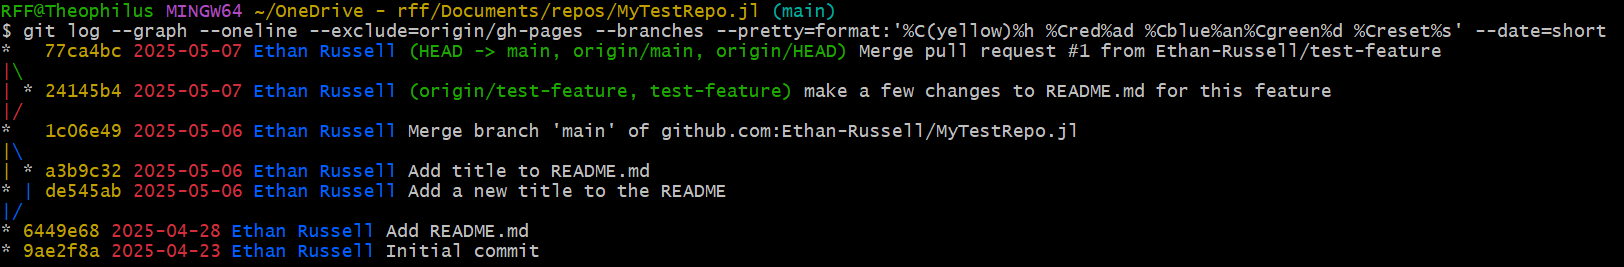 RFF@Theophilus MINGW64 ~/OneDrive - rff/Documents/repos/MyTestRepo.jl (main)
$ git log --graph --oneline --exclude=origin/gh-pages --branches --pretty=format:'%C(yellow)%h %Cred%ad %Cblue%an%Cgreen%d %Creset%s' --date=short
*   77ca4bc 2025-05-07 Ethan Russell (HEAD -> main, origin/main, origin/HEAD) Merge pull request #1 from Ethan-Russell/test-feature
|\
| * 24145b4 2025-05-07 Ethan Russell (origin/test-feature, test-feature) make a few changes to README.md for this feature
|/
*   1c06e49 2025-05-06 Ethan Russell Merge branch 'main' of github.com:Ethan-Russell/MyTestRepo.jl
|\
| * a3b9c32 2025-05-06 Ethan Russell Add title to README.md
* | de545ab 2025-05-06 Ethan Russell Add a new title to the README
|/
* 6449e68 2025-04-28 Ethan Russell Add README.md
* 9ae2f8a 2025-04-23 Ethan Russell Initial commit